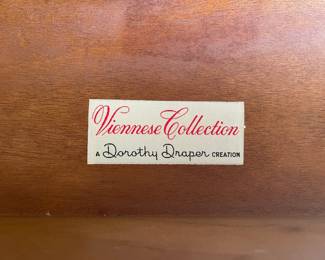 Viennese Collection
A Dorothy Draper CREATION